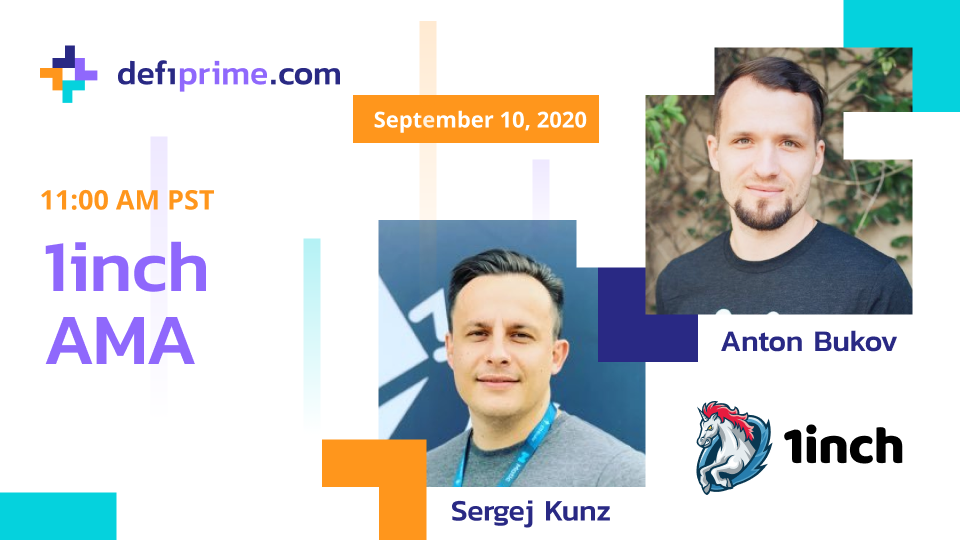 defiprime.com
September 10, 2020
11:00 AM PST
1inch
AMA
Anton Bukov
1inch
Sergej Kunz